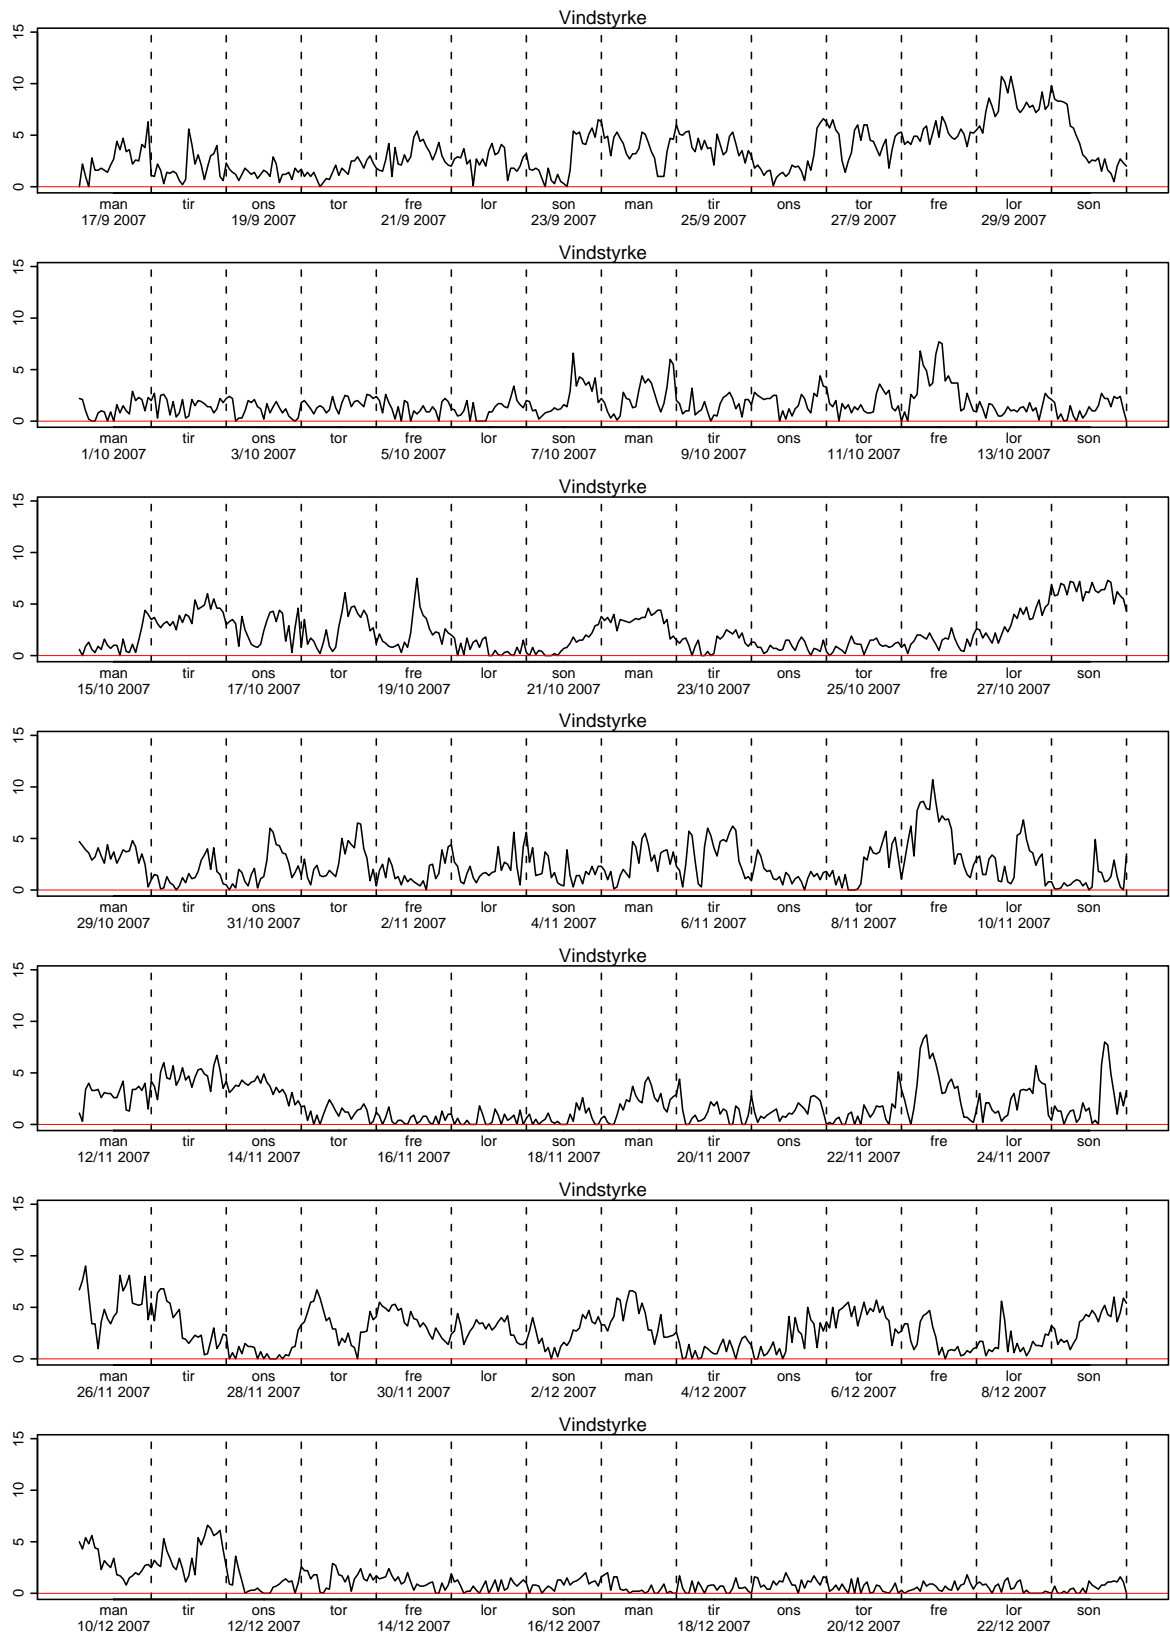 Vindstyrke
15
10
5
0
man tir ons tor fre lor son man tir ons tor fre lor son
17/9 2007 19/9 2007 21/9 2007 23/9 2007 25/9 2007 27/9 2007 29/9 2007
Vindstyrke
15
10
5
0
man tir ons tor fre lor son man tir ons tor fre lor son
1/10 2007 3/10 2007 5/10 2007 7/10 2007 9/10 2007 11/10 2007 13/10 2007
Vindstyrke
15
10
5
0
man tir ons tor fre lor son man tir ons tor fre lor son
15/10 2007 17/10 2007 19/10 2007 21/10 2007 23/10 2007 25/10 2007 27/10 2007
Vindstyrke
15
10
5
0
man tir ons tor fre lor son man tir ons tor fre lor son
29/10 2007 31/10 2007 2/11 2007 4/11 2007 6/11 2007 8/11 2007 10/11 2007
Vindstyrke
15
10
5
0
man tir ons tor fre lor son man tir ons tor fre lor son
12/11 2007 14/11 2007 16/11 2007 18/11 2007 20/11 2007 22/11 2007 24/11 2007
Vindstyrke
15
10
5
0
man tir ons tor fre lor son man tir ons tor fre lor son
26/11 2007 28/11 2007 30/11 2007 2/12 2007 4/12 2007 6/12 2007 8/12 2007
Vindstyrke
15
10
5
0
man tir ons tor fre lor son man tir ons tor fre lor son
10/12 2007 12/12 2007 14/12 2007 16/12 2007 18/12 2007 20/12 2007 22/12 2007